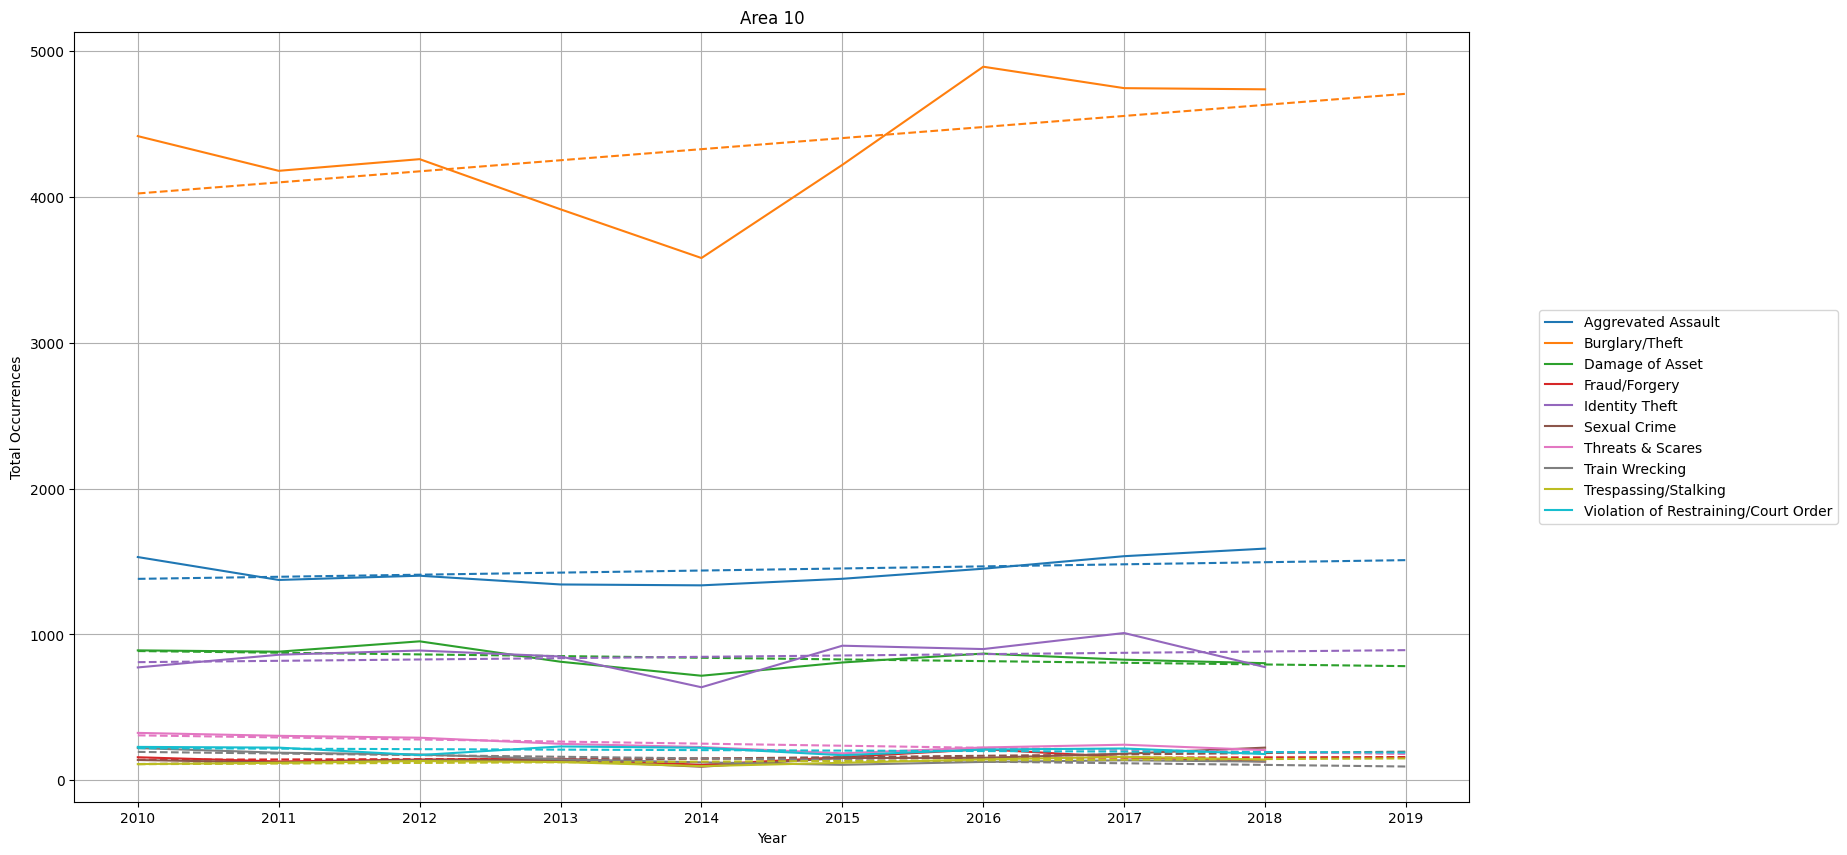 Area 10
5000
4000
3000
2000
1000
0
Total Occurrences
2010 2011 2012 2013 2014 2015 2016 2017 2018 2019
Year
Aggrevated Assault
Burglary/Theft
Damage of Asset
Fraud/Forgery
Identity Theft
Sexual Crime
Threats & Scares
Train Wrecking
Trespassing/Stalking
Violation of Restraining/Court Order